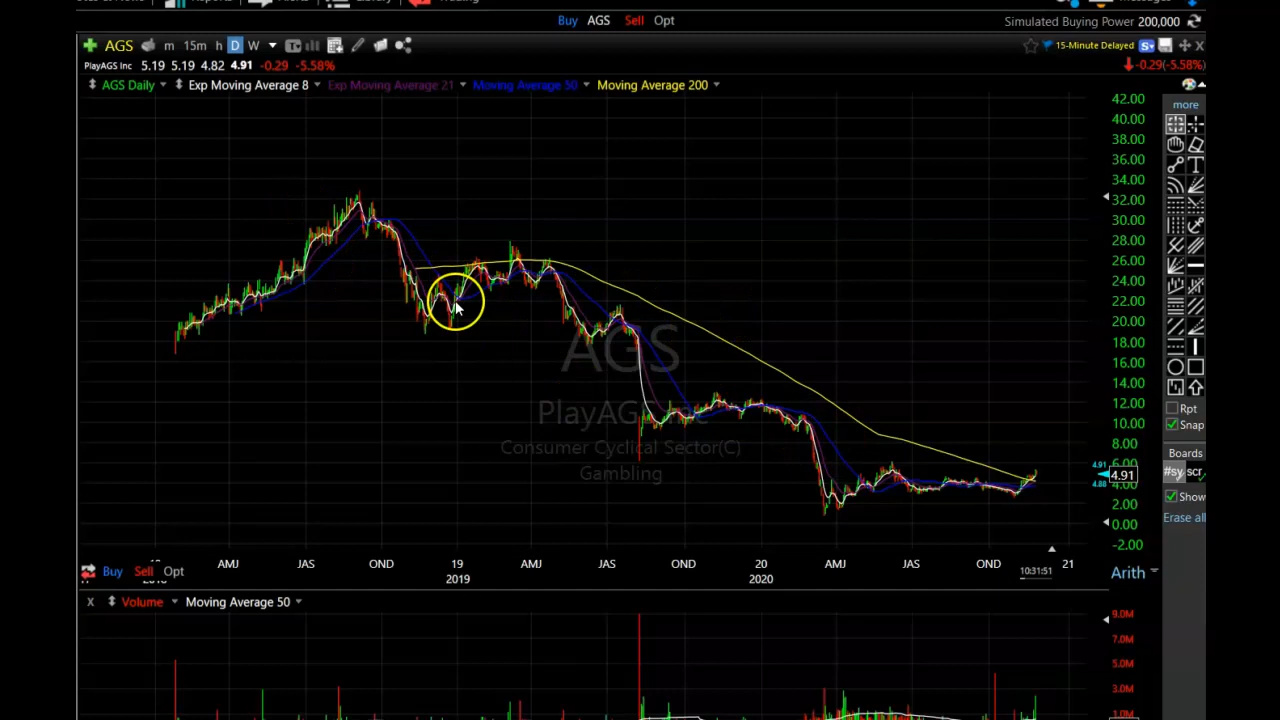 Buy AGS Sell Opt
Simulated Buying Power 200,000
AGS m 15m h D W
15-Minute Delayed
PlayAGS Inc 5.19 5.19 4.82 4.91 -0.29 -5.58%
-0.29(-5.58%)
AGS Daily Exp Moving Average 8 Exp Moving Average 21 Moving Average 50 Moving Average 200
more
42.00
40.00
38.00
36.00
34.00
32.00
30.00
28.00
26.00
24.00
22.00
20.00
18.00
16.00
14.00
12.00
10.00
8.00
6.00
4.91
4.91
4.88
4.00
2.00
0.00
-2.00
AGS
PlayAGS Inc
Consumer Cyclical Sector(C)
Gambling
Rpt
Snap
Boards
#sy scr
Show
Erase all
AMJ JAS OND 19 AMJ JAS OND 20 AMJ JAS OND 21
2019 2020
10:31:51
Arith
Buy Sell Opt
X Volume Moving Average 50
9.0M
7.0M
5.0M
3.0M
1.0M